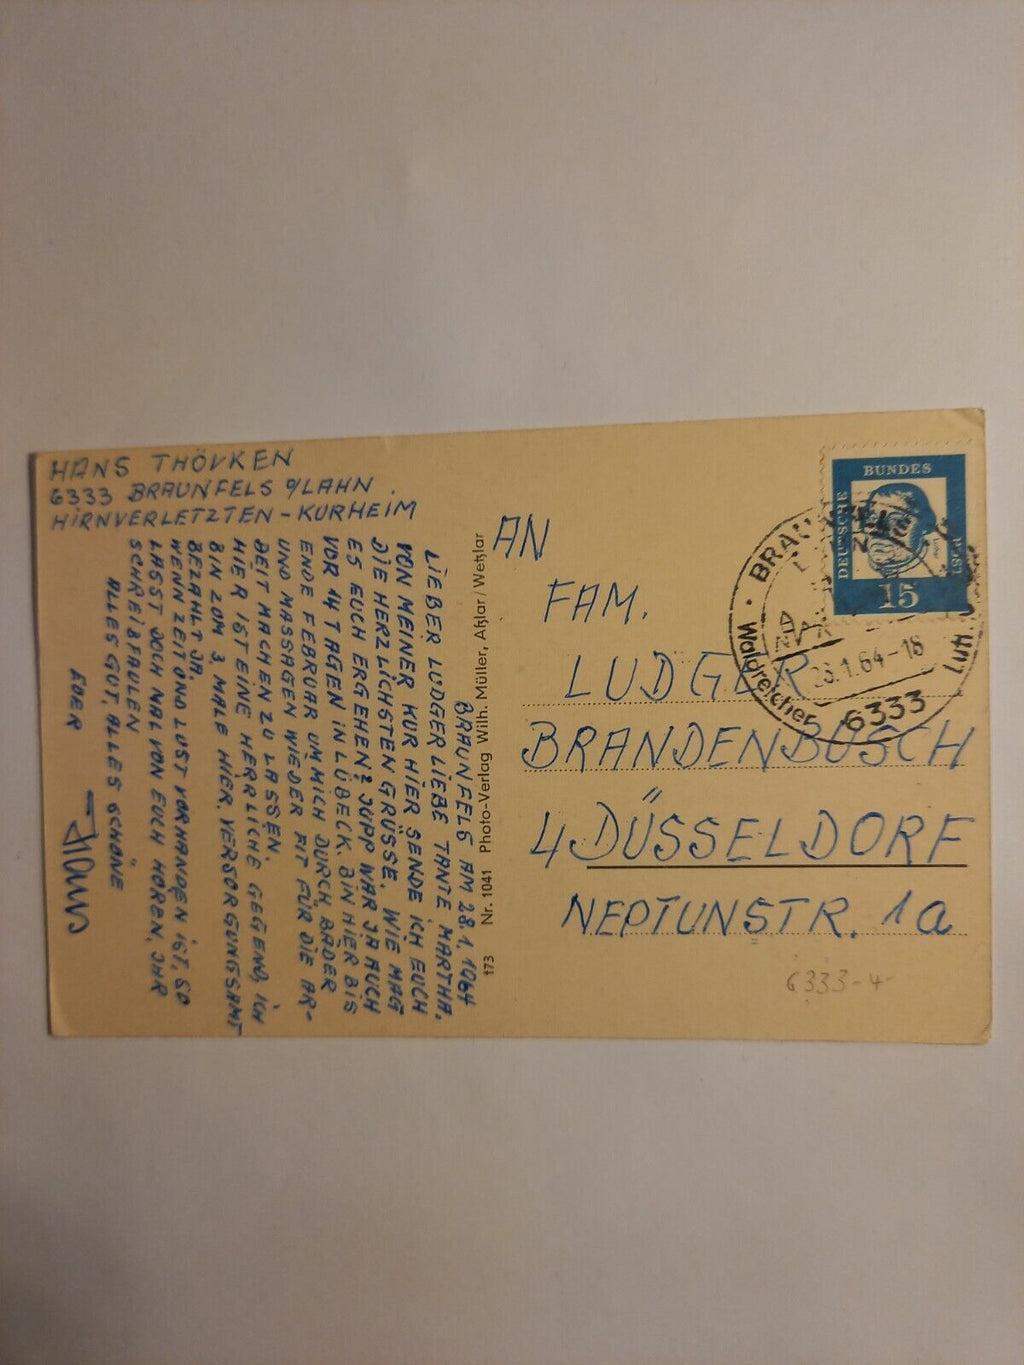 HANS THÖVKEN
6333 BRAUNFELS a/LAHN.
HIRNVERLETZTEN-KURHEIM
BRAUNFELS AM 28.1.1964
LIEBER LUDGER LIEBE TANTE MARTHA.
VON MEINER KUR HIER SENDE ICH EUCH
DIE HERZLICHSTEN GRÜSSE. WIE MAG
ES EUCH ERGEHEN? JUPP WAR JA AUCH
VOR 14 TAGEN IN LÜBECK. BIN HIER BIS
ENDE FEBRUAR UM MICH DURCH BÄDER
UND MASSAGEN WIEDER FIT FÜR DIE AR-
BEIT MACHEN ZU LASSEN.
HIER IST EINE HERRLICHE GEGEND, ICH
BIN ZUM 3. MALE HIER, VERSORGUNGSAMT
BEZAHLT JA.
WENN ZEIT UND LUST VORHANDEN IST, SO
LASST DOCH MAL VON EUCH HÖREN, IHR
SCHREIBFAULEN
ALLES GUT, ALLES SCHÖNE
EUER
Hans
173 Nr. 1041 Photo-Verlag Wilh. Müller, Aßlar/Wetzlar
AN
FAM.
LUDGER
BRANDENBUSCH
4 DÜSSELDORF
NEPTUNSTR. 1a
6333-4
DEUTSCHE BUNDES POST
15
Waldreicher
6333
.1.64-18